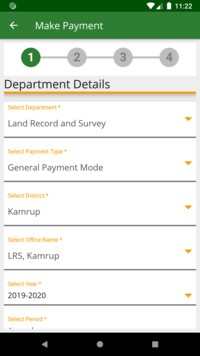 11:22
Make Payment
1 2 3 4
Department Details
Select Department *
Land Record and Survey
Select Payment Type *
General Payment Mode
Select District *
Kamrup
Select Office Name *
LRS, Kamrup
Select Year *
2019-2020
Select Period *